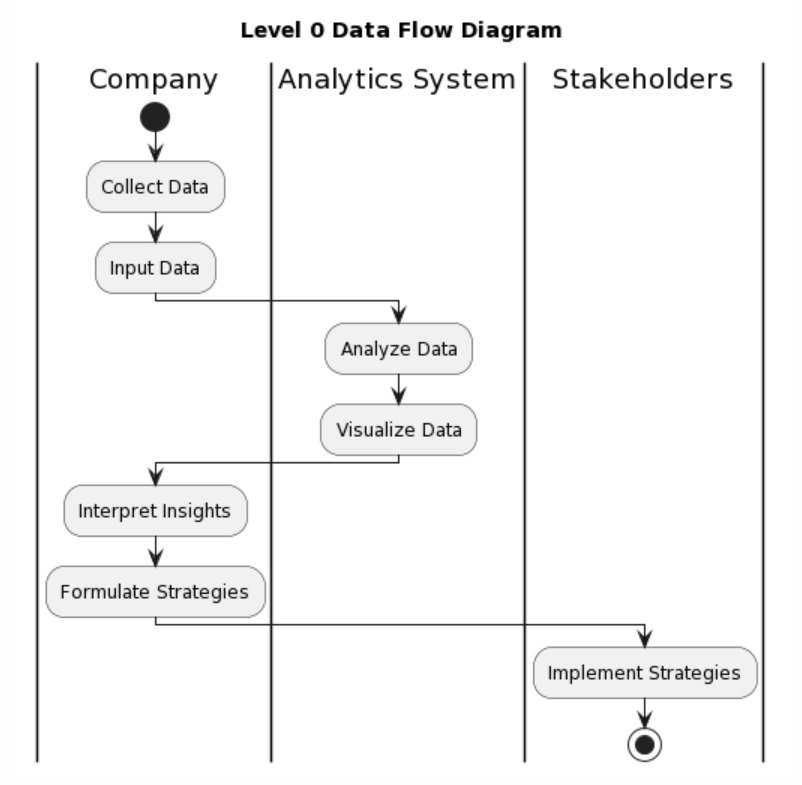 Level 0 Data Flow Diagram
Company
Analytics System
Stakeholders
Collect Data
Input Data
Analyze Data
Visualize Data
Interpret Insights
Formulate Strategies
Implement Strategies